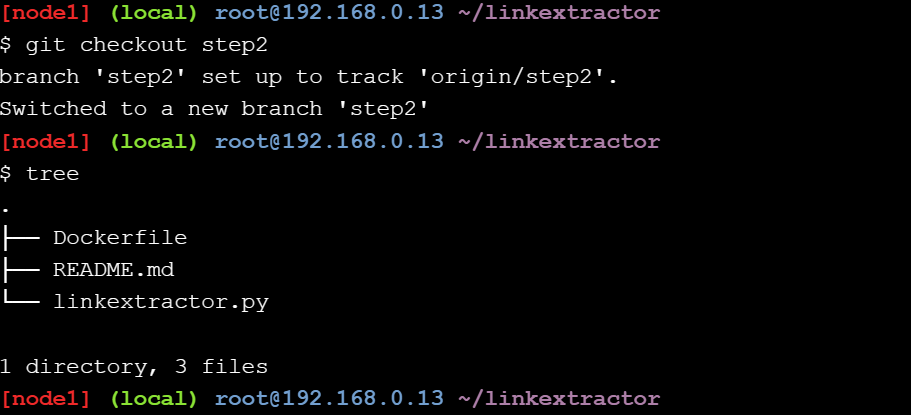 [node1] (local) root@192.168.0.13 ~/linkextractor
$ git checkout step2
branch 'step2' set up to track 'origin/step2'.
Switched to a new branch 'step2'
[node1] (local) root@192.168.0.13 ~/linkextractor
$ tree
.
├── Dockerfile
├── README.md
└── linkextractor.py
1 directory, 3 files
[node1] (local) root@192.168.0.13 ~/linkextractor